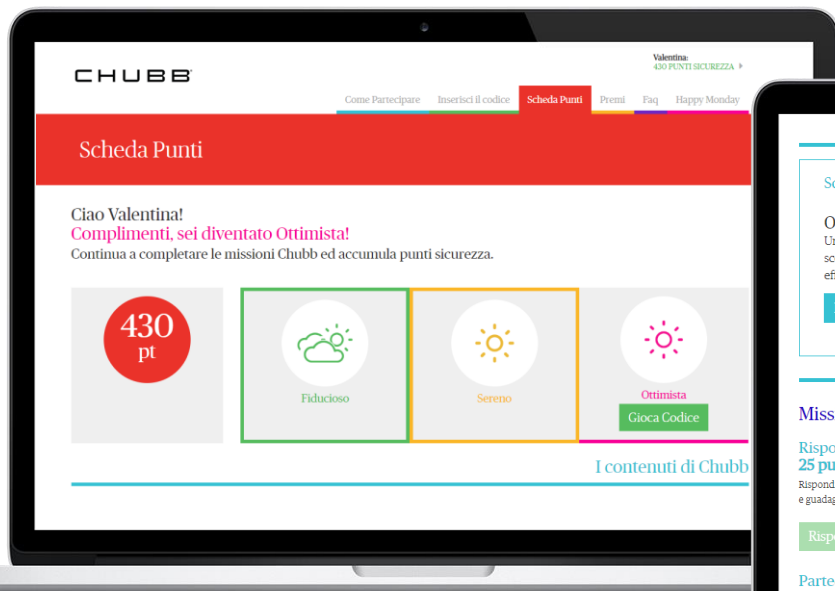 CHUBB
Valentina:
430 PUNTI SICUREZZA
Come Partecipare Inserisci il codice Scheda Punti Premi Faq Happy Monday
Scheda Punti
Ciao Valentina!
Complimenti, sei diventato Ottimista!
Continua a completare le missioni Chubb ed accumula punti sicurezza.
430
pt
Fiducioso
Sereno
Ottimista
Gioca Codice
I contenuti di Chubb
Miss
Rispo
25 pu
Rispond
e guadag
Rispo
Parte